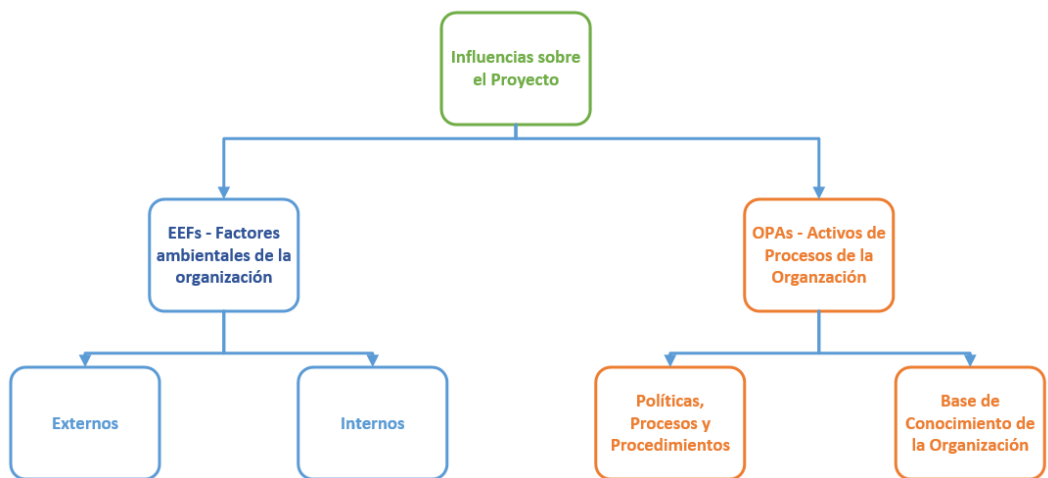 Influencias sobre
el Proyecto
EEFs - Factores
ambientales de la
organización
OPAs - Activos de
Procesos de la
Organzación
Externos
Internos
Políticas,
Procesos y
Procedimientos
Base de
Conocimiento de
la Organización